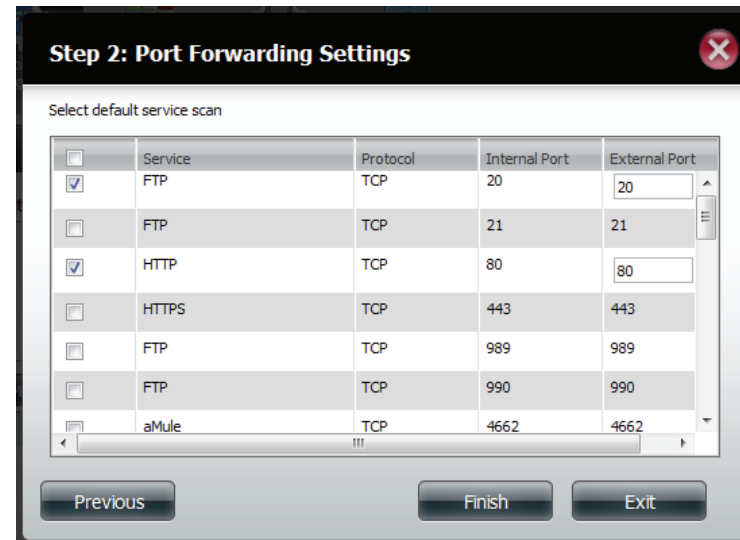 Step 2: Port Forwarding Settings
Select default service scan
Service Protocol Internal Port External Port
FTP TCP 20 20
FTP TCP 21 21
HTTP TCP 80 80
HTTPS TCP 443 443
FTP TCP 989 989
FTP TCP 990 990
aMule TCP 4662 4662
Previous Finish Exit